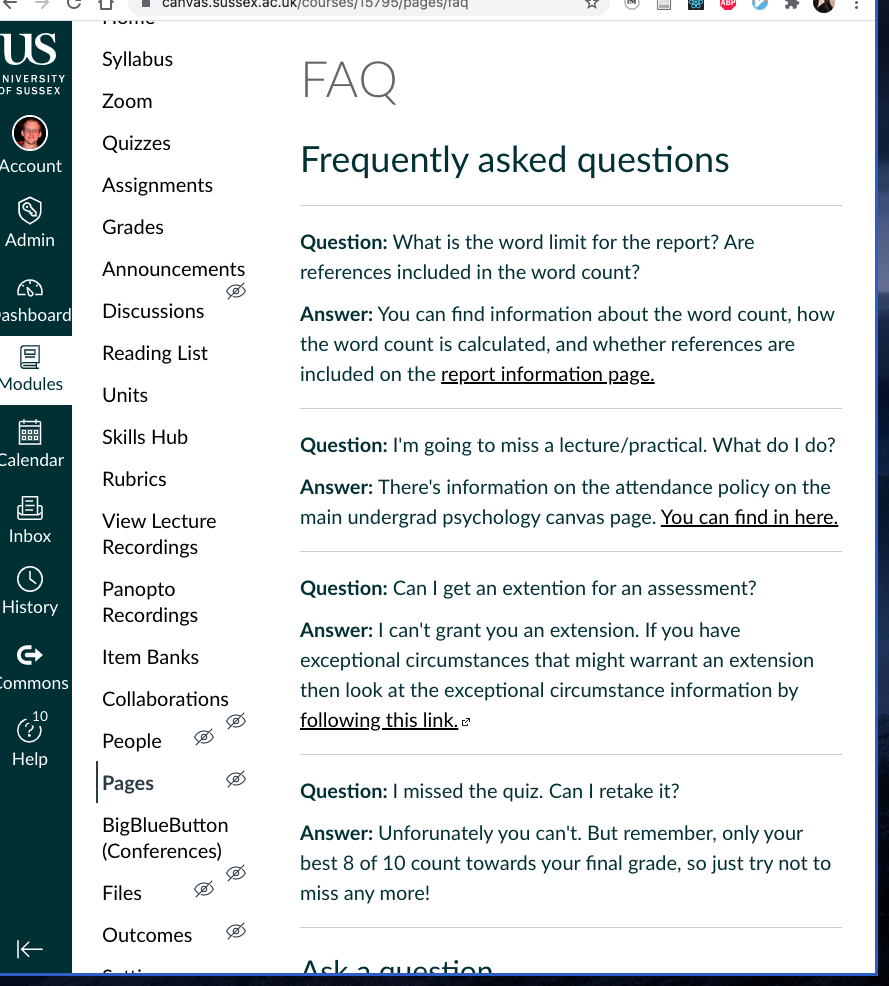 canvas.sussex.ac.uk/courses/15795/pages/faq
ABP
US
UNIVERSITY
OF SUSSEX
Account
Admin
Dashboard
Modules
Calendar
Inbox
History
Commons
10
Help
Home
Syllabus
Zoom
Quizzes
Assignments
Grades
Announcements
Discussions
Reading List
Units
Skills Hub
Rubrics
View Lecture
Recordings
Panopto
Recordings
Item Banks
Collaborations
People
Pages
BigBlueButton
(Conferences)
Files
Outcomes
FAQ
Frequently asked questions
Question: What is the word limit for the report? Are
references included in the word count?
Answer: You can find information about the word count, how
the word count is calculated, and whether references are
included on the report information page.
Question: I'm going to miss a lecture/practical. What do I do?
Answer: There's information on the attendance policy on the
main undergrad psychology canvas page. You can find in here.
Question: Can I get an extention for an assessment?
Answer: I can't grant you an extension. If you have
exceptional circumstances that might warrant an extension
then look at the exceptional circumstance information by
following this link.
Question: I missed the quiz. Can I retake it?
Answer: Unforunately you can't. But remember, only your
best 8 of 10 count towards your final grade, so just try not to
miss any more!
Ask a question